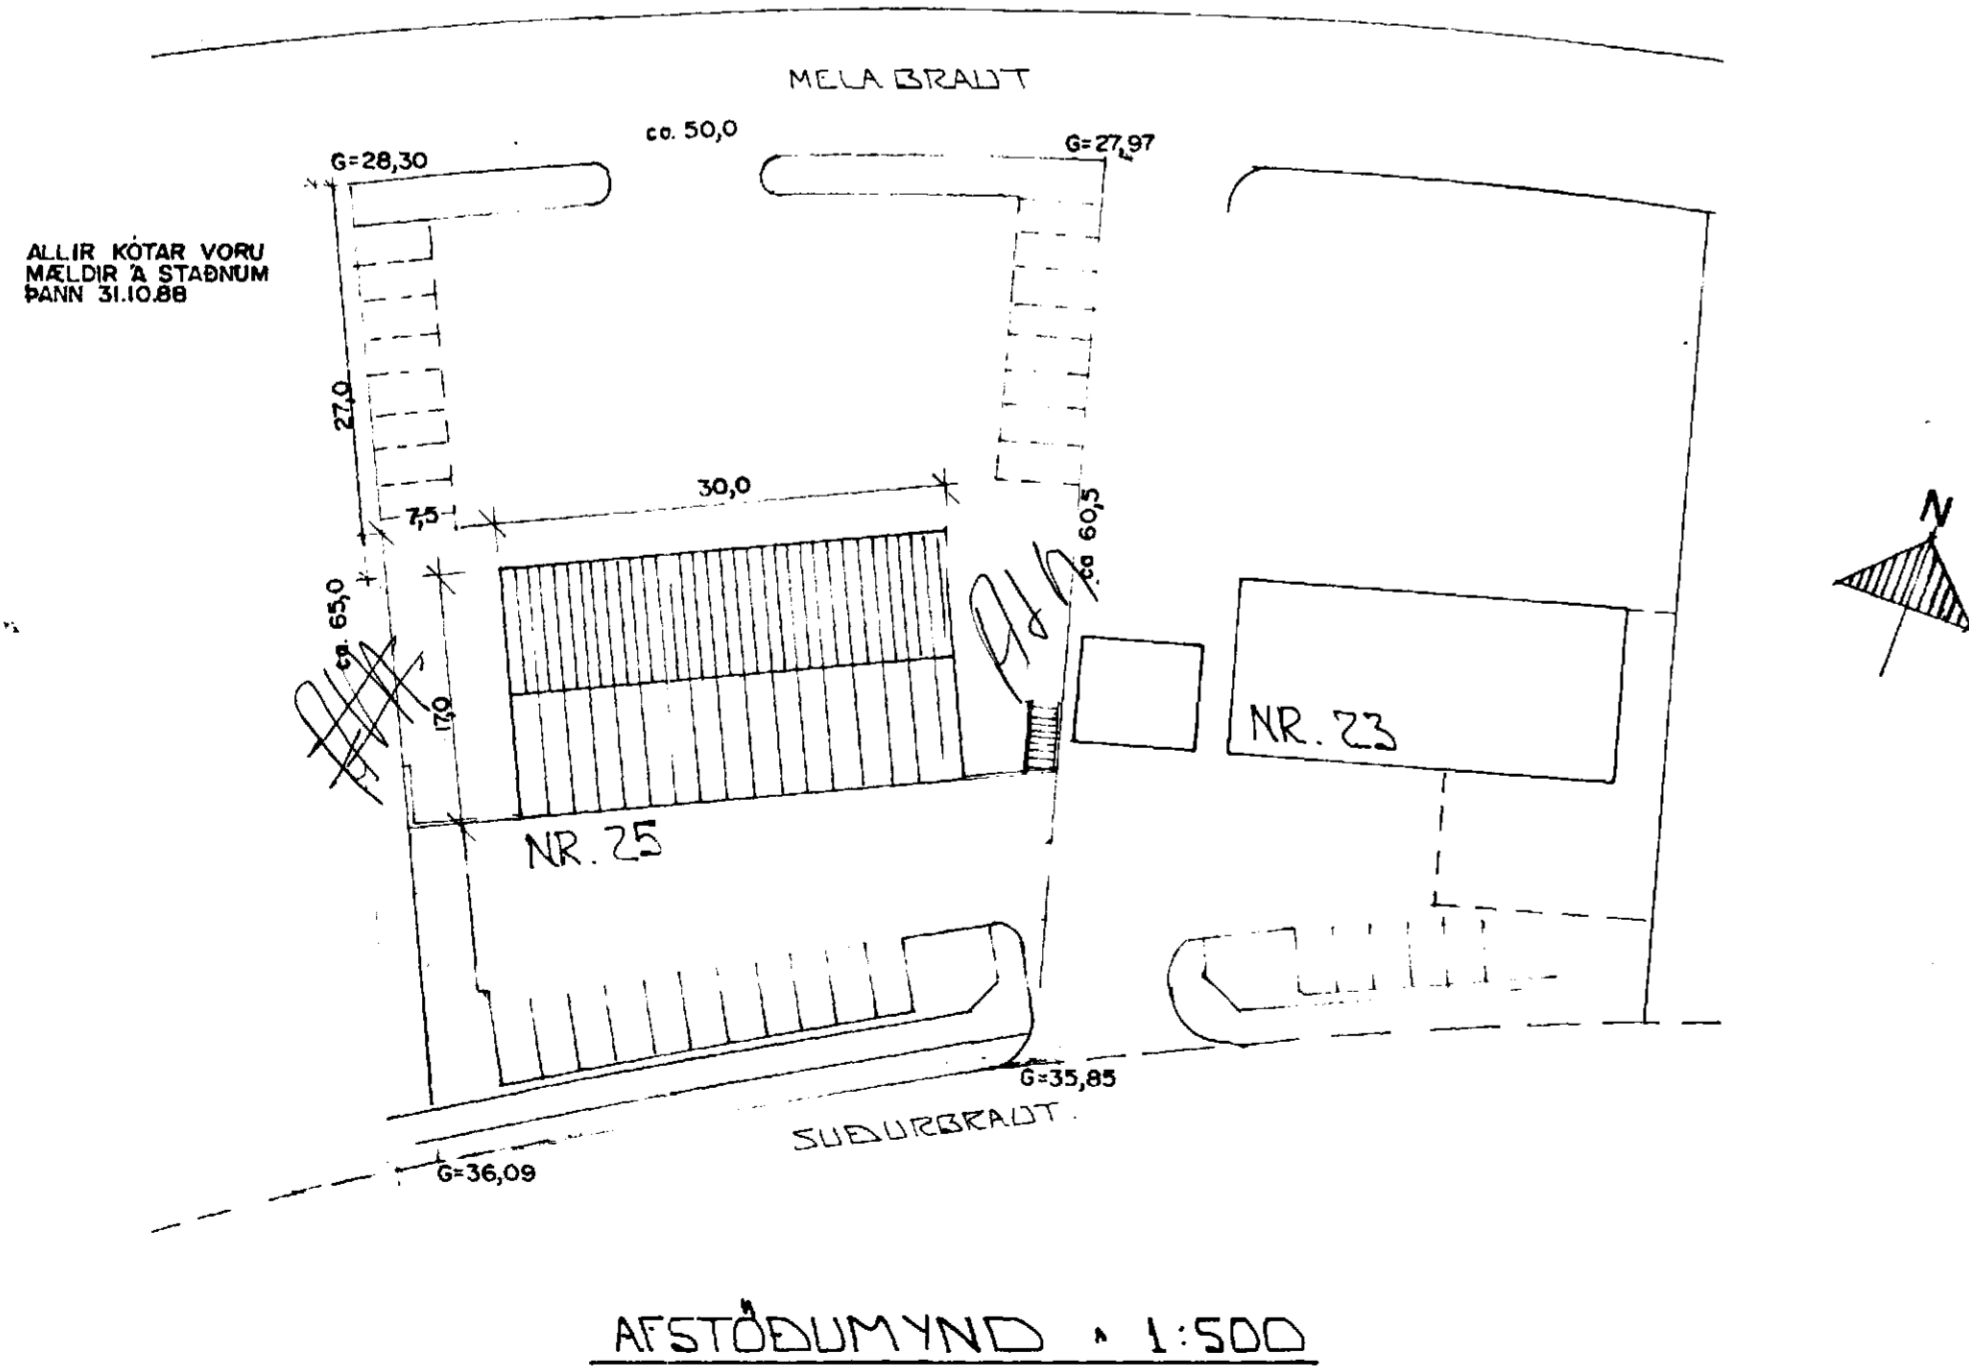 MELABRAUT
ca. 50,0
G=28,30
G=27,97
ALLIR KÓTAR VORU
MÆLDIR Á STAÐNUM
ÞANN 31.10.88
27,0
30,0
7,5
ca 60,5
N
ca. 65,0
17,0
NR. 23
NR. 25
G=35,85
SUÐURBRAUT.
G=36,09
AFSTÖÐUMYND 1:500